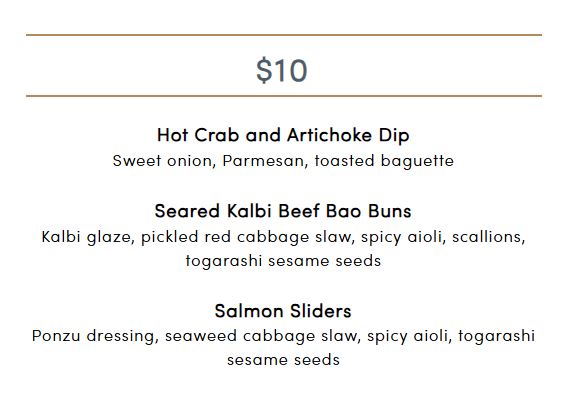 $10
Hot Crab and Artichoke Dip
Sweet onion, Parmesan, toasted baguette
Seared Kalbi Beef Bao Buns
Kalbi glaze, pickled red cabbage slaw, spicy aioli, scallions,
togarashi sesame seeds
Salmon Sliders
Ponzu dressing, seaweed cabbage slaw, spicy aioli, togarashi
sesame seeds